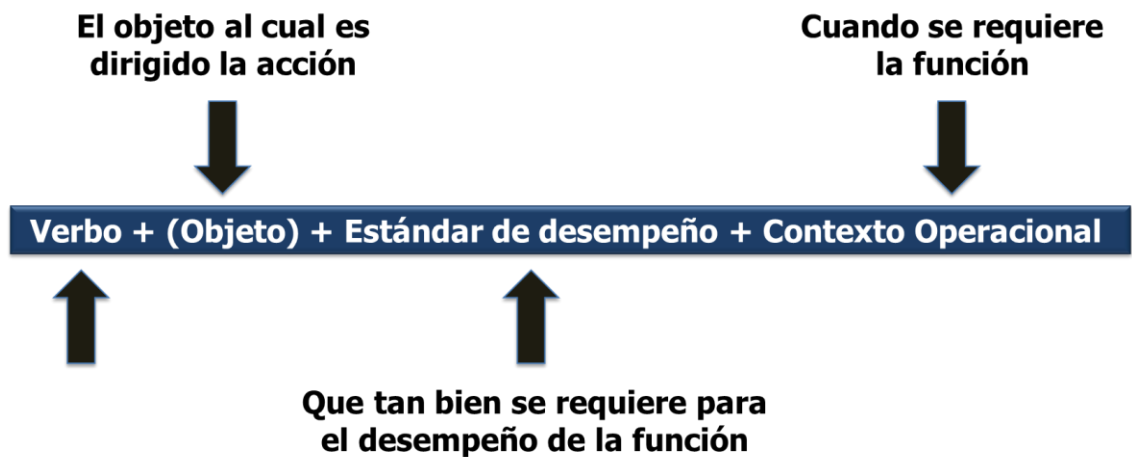 El objeto al cual es
dirigido la acción
Cuando se requiere
la función
Verbo + (Objeto) + Estándar de desempeño + Contexto Operacional
Que tan bien se requiere para
el desempeño de la función